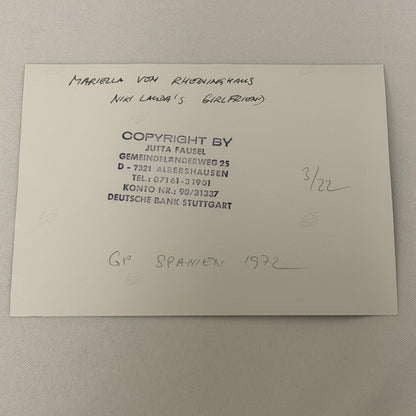 MARIELLA VON RHEININGHAUS
NIKI LAUDA'S GIRLFRIEND
COPYRIGHT BY
JUTTA FAUSEL
GEMEINDELÄNDERWEG 25
D - 7321 ALBERSHAUSEN
TEL.: 07161-31901
KONTO NR.: 90/31337
DEUTSCHE BANK STUTTGART
3/22
GP SPANIEN 1972